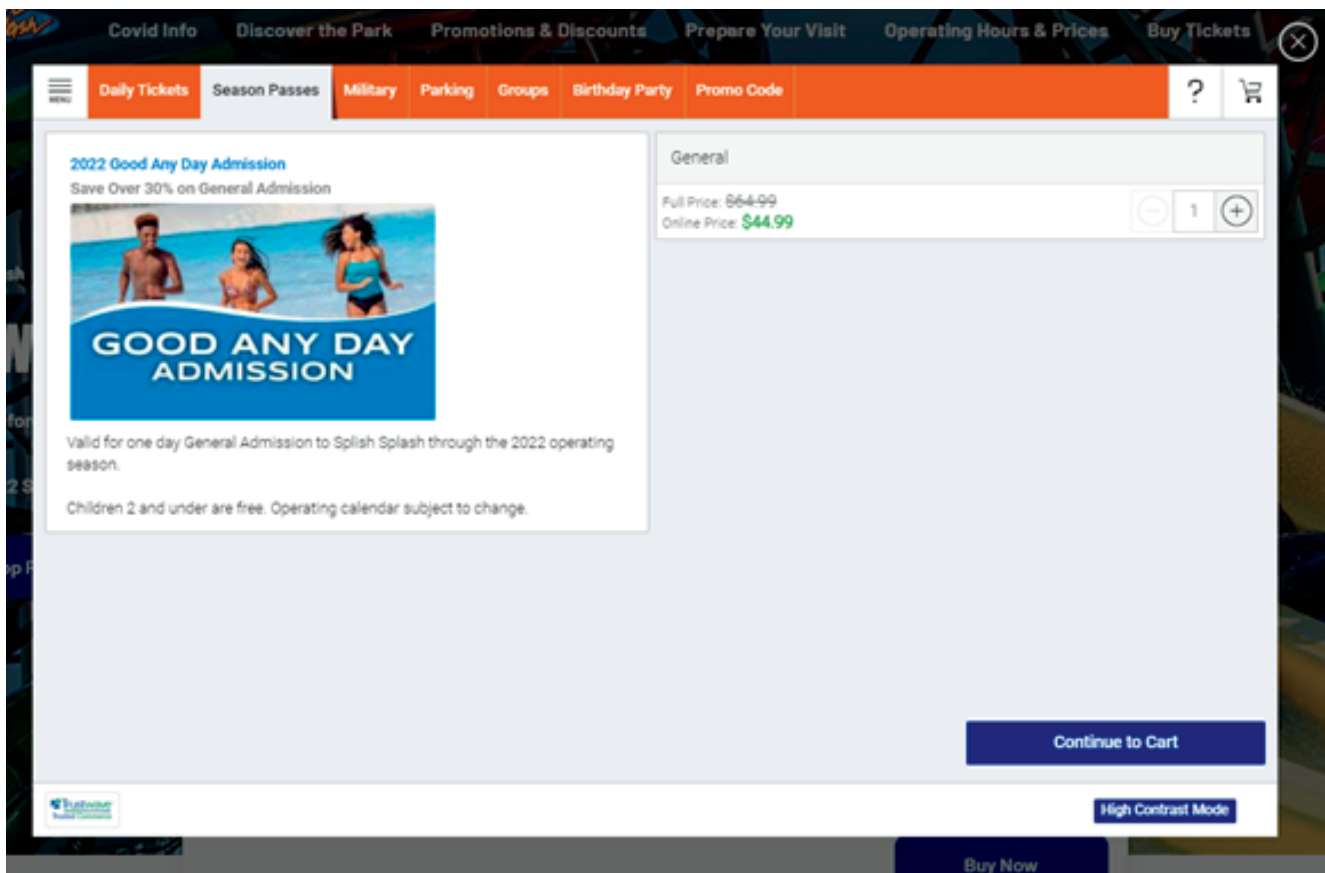 Covid Info Discover the Park Promotions & Discounts Prepare Your Visit Operating Hours & Prices Buy Tickets
MENU Daily Tickets Season Passes Military Parking Groups Birthday Party Promo Code ?
2022 Good Any Day Admission
Save Over 30% on General Admission
GOOD ANY DAY
ADMISSION
Valid for one day General Admission to Splish Splash through the 2022 operating
season.
Children 2 and under are free. Operating calendar subject to change.
General
Full Price: $64.99
Online Price: $44.99
1
Continue to Cart
Trustwave
Trusted Commerce
High Contrast Mode
Buy Now